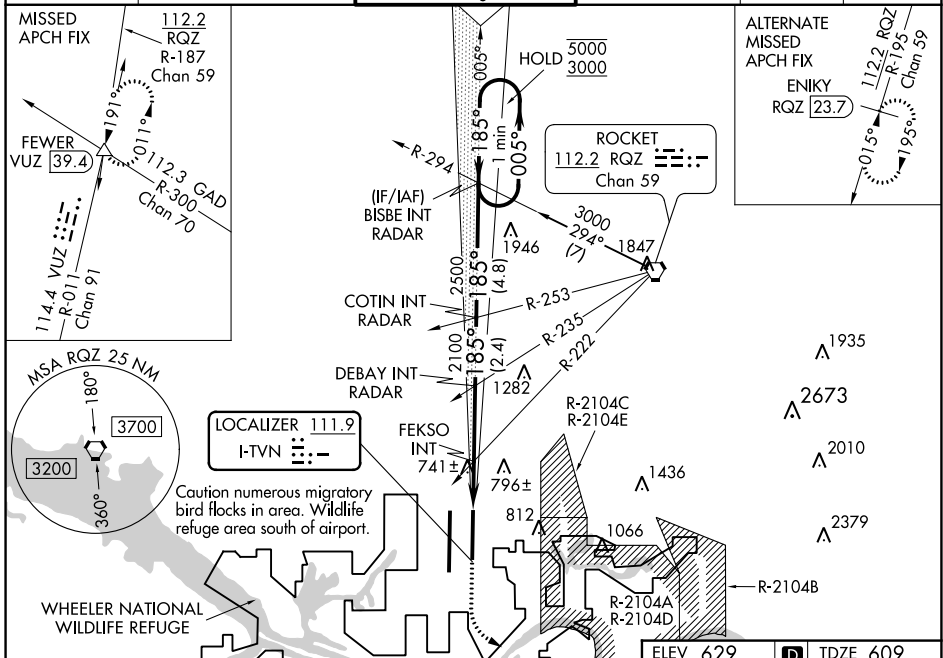 MISSED
APCH FIX
112.2
RQZ
R-187
Chan 59
191°
011°
FEWER
VUZ 39.4
112.3 GAD
R-300
Chan 70
114.4 VUZ
R-011
Chan 91
005°
HOLD 5000
3000
185°
1 min
005°
R-294
(IF/IAF)
BISBE INT
RADAR
ROCKET
112.2 RQZ
Chan 59
3000
294°
(7)
1946
1847
ALTERNATE
MISSED
APCH FIX
112.2 RQZ
R-195
Chan 59
ENIKY
RQZ 23.7
015°
195°
2500
185°
(4.8)
COTIN INT
RADAR
R-253
R-235
R-222
2100
185°
(2.4)
DEBAY INT
RADAR
1282
1935
2673
2010
2379
MSA RQZ 25 NM
180°
3700
3200
360°
LOCALIZER 111.9
I-TVN
FEKSO
INT
741±
796±
R-2104C
R-2104E
1436
Caution numerous migratory
bird flocks in area. Wildlife
refuge area south of airport.
812
1066
R-2104B
R-2104A
R-2104D
WHEELER NATIONAL
WILDLIFE REFUGE
ELEV 629
D
TDZE 609